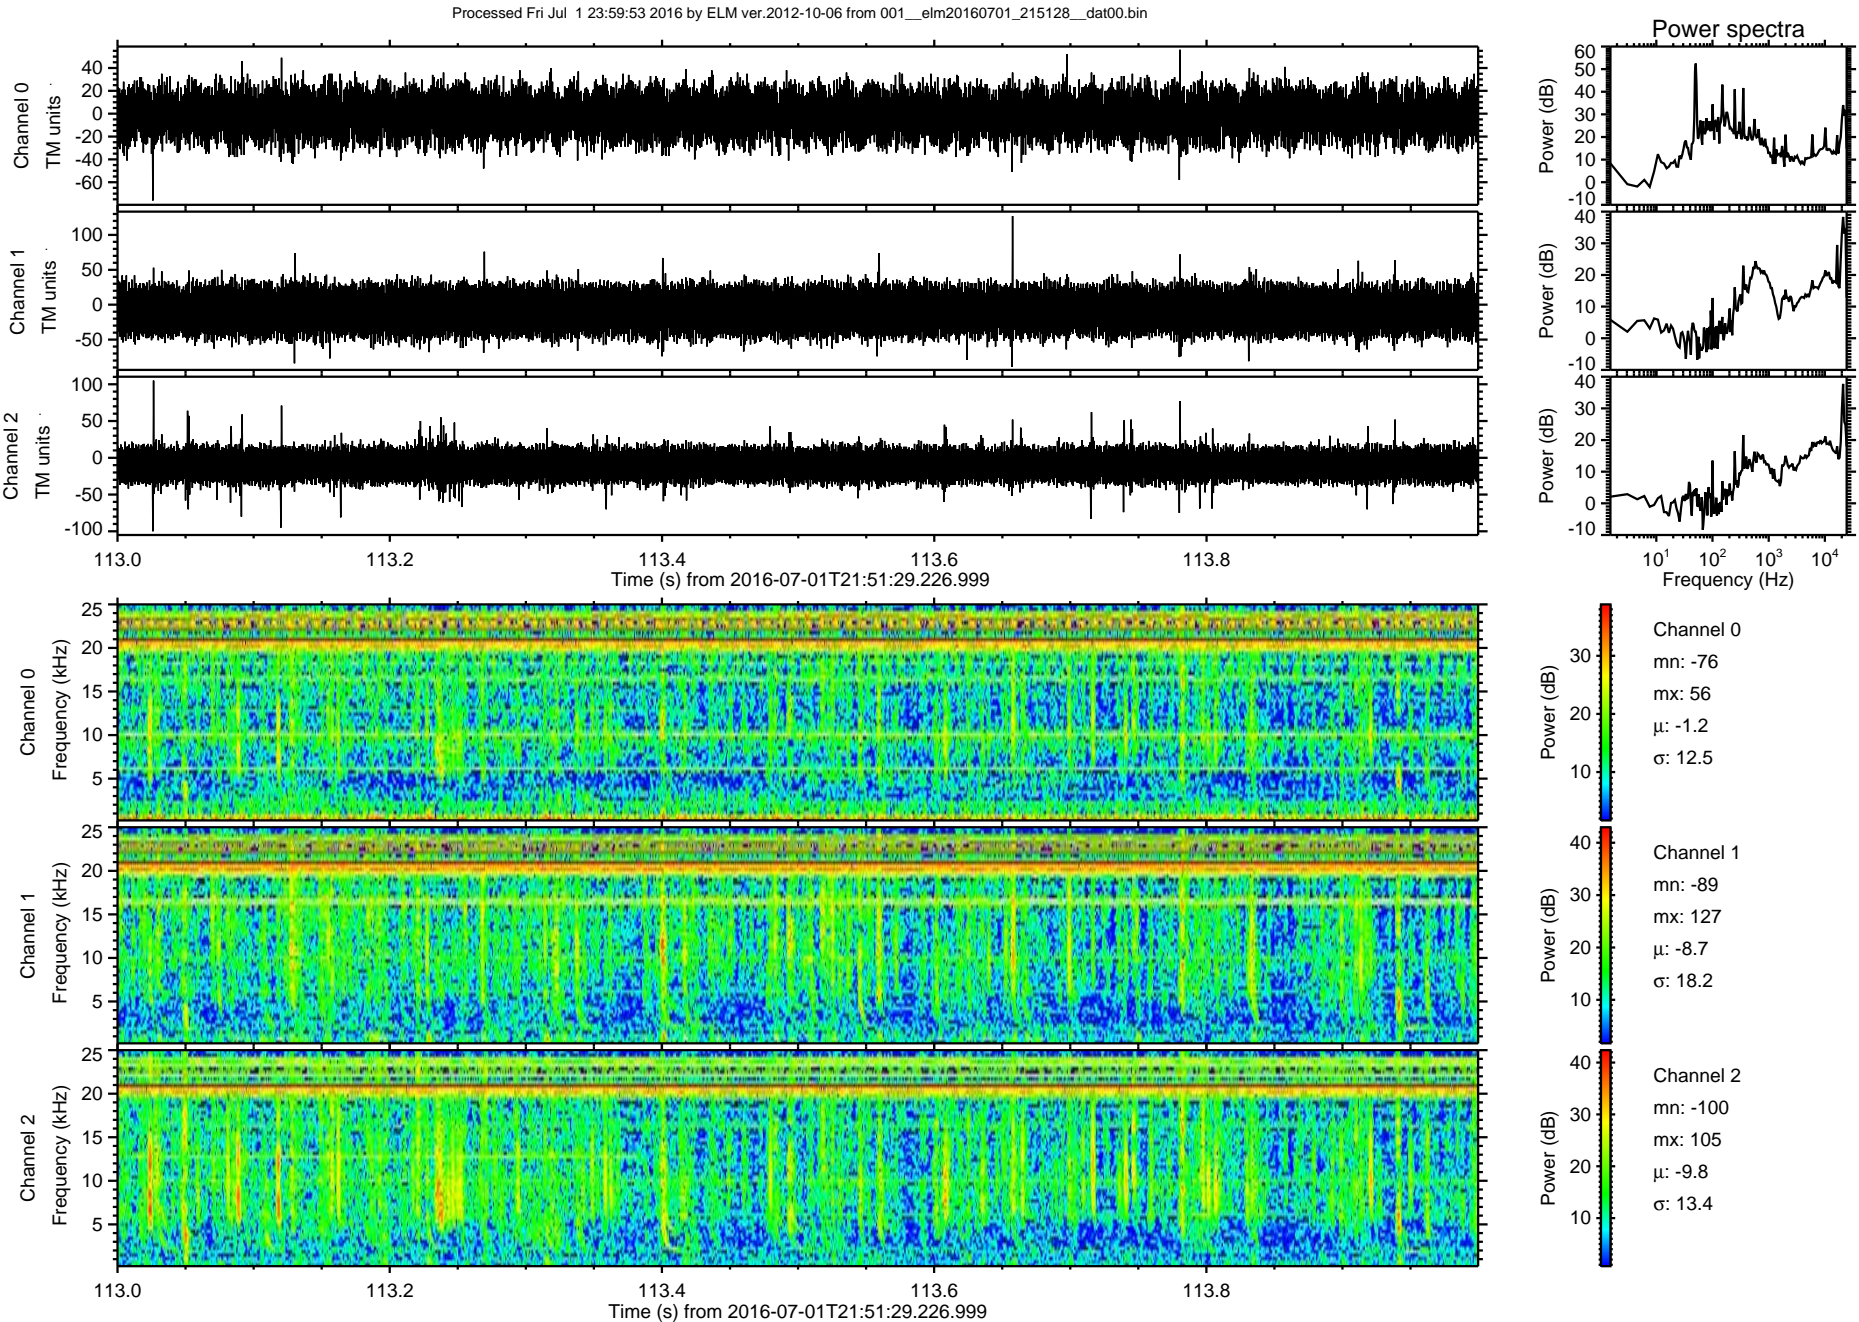 Processed Fri Jul  1 23:59:53 2016 by ELM ver.2012-10-06 from 001__elm20160701_215128__dat00.bin
Power spectra
Channel 0
TM units
40
20
0
-20
-40
-60
Power (dB)
60
50
40
30
20
10
0
-10
Channel 1
TM units
100
50
0
-50
Power (dB)
40
30
20
10
0
-10
Channel 2
TM units
100
50
0
-50
-100
Power (dB)
40
30
20
10
0
-10
113.0 113.2 113.4 113.6 113.8
Time (s) from 2016-07-01T21:51:29.226.999
10^1 10^2 10^3 10^4
Frequency (Hz)
Channel 0
Frequency (kHz)
25
20
15
10
5
Power (dB)
30
20
10
Channel 0
mn: -76
mx: 56
μ: -1.2
σ: 12.5
Channel 1
Frequency (kHz)
25
20
15
10
5
Power (dB)
40
30
20
10
Channel 1
mn: -89
mx: 127
μ: -8.7
σ: 18.2
Channel 2
Frequency (kHz)
25
20
15
10
5
Power (dB)
40
30
20
10
Channel 2
mn: -100
mx: 105
μ: -9.8
σ: 13.4
113.0 113.2 113.4 113.6 113.8
Time (s) from 2016-07-01T21:51:29.226.999